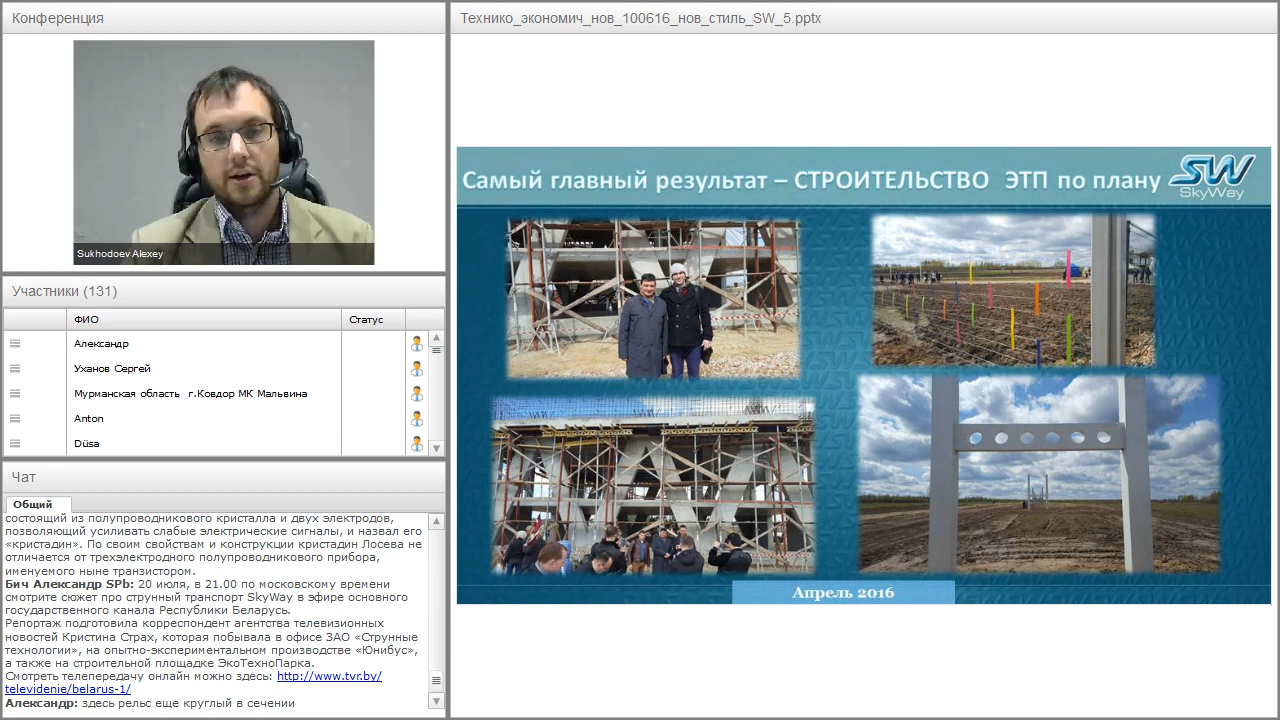 Конференция
Sukhodoev Alexey
Участники (131)
ФИО
Статус
Александр
Уханов Сергей
Мурманская область г.Ковдор МК Мальвина
Anton
Düsa
Чат
Общий
состоящий из полупроводникового кристалла и двух электродов,
позволяющий усиливать слабые электрические сигналы, и назвал его
«кристадин». По своим свойствам и конструкции кристадин Лосева не
отличается от трехэлектродного полупроводникового прибора,
именуемого ныне транзистором.
Бич Александр SPb: 20 июля, в 21.00 по московскому времени
смотрите сюжет про струнный транспорт SkyWay в эфире основного
государственного канала Республики Беларусь.
Репортаж подготовила корреспондент агентства телевизионных
новостей Кристина Страх, которая побывала в офисе ЗАО «Струнные
технологии», на опытно-экспериментальном производстве «Юнибус»,
а также на строительной площадке ЭкоТехноПарка.
Смотреть телепередачу онлайн можно здесь: http://www.tvr.by/
televidenie/belarus-1/
Александр: здесь рельс еще круглый в сечении
Технико_экономич_нов_100616_нов_стиль_SW_5.pptx
Самый главный результат – СТРОИТЕЛЬСТВО ЭТП по плану
SW
SkyWay
Апрель 2016